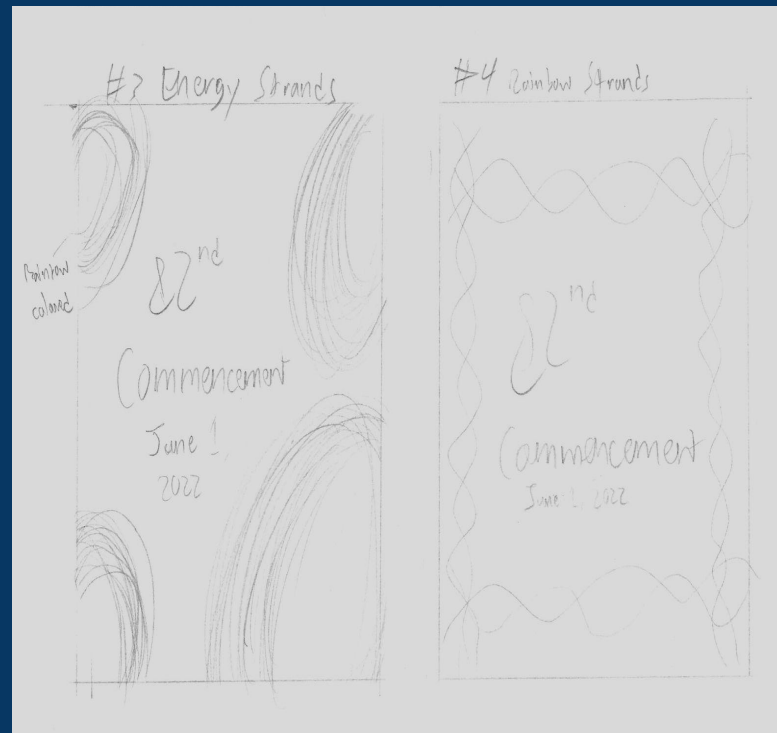 #3 Energy Strands
Rainbow
colored
82nd
Commencement
June 1,
2022
#4 Rainbow Strands
82nd
Commencement
June 1, 2022